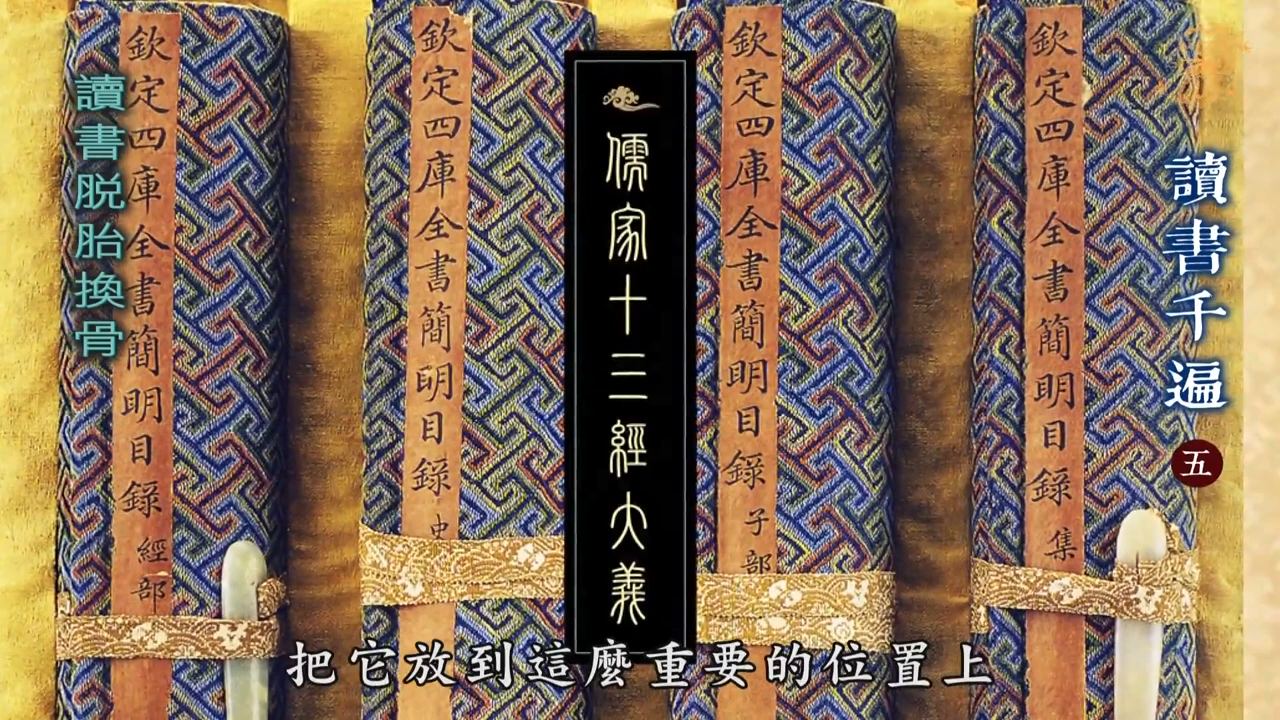 讀書千遍
五
欽定四庫全書簡明目錄 集
欽定四庫全書簡明目錄 子部
儒家十三經大義
欽定四庫全書簡明目錄 史
欽定四庫全書簡明目錄 經部
讀書脱胎換骨
把它放到這麼重要的位置上